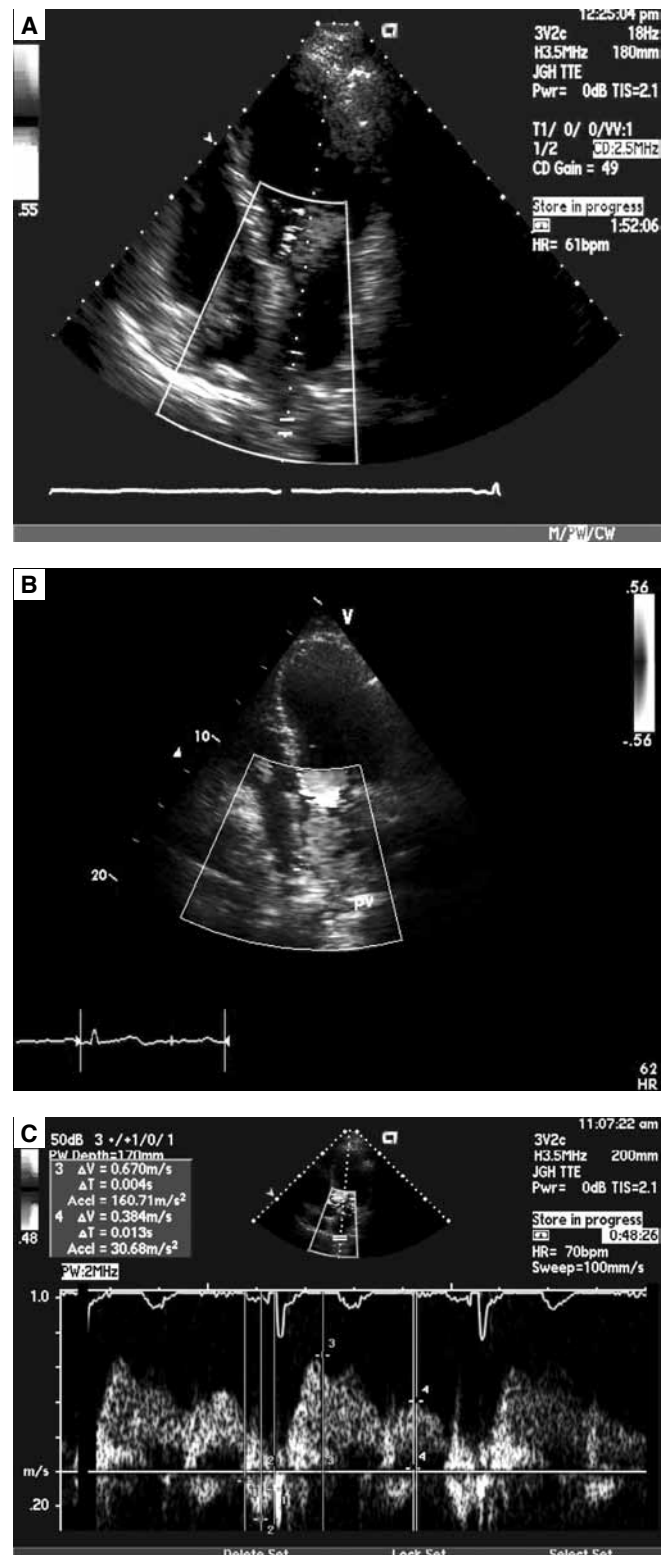 A
12:25:04 pm
3V2c 18Hz
H3.5MHz 180mm
JGH TTE
Pwr= 0dB TIS=2.1
T1/ 0/ 0/VV:1
1/2 CD:2.5MHz
CD Gain = 49
Store in progress
1:52:06
HR= 61bpm
.55
M/PW/CW
B
V
.56
-.56
10
20
pv
62
HR
C
50dB 3 •/+1/0/ 1
PW Depth=170mm
3 ΔV = 0.670m/s
ΔT = 0.004s
Accl = 160.71m/s²
4 ΔV = 0.384m/s
ΔT = 0.013s
Accl = 30.68m/s²
.48
PW:2MHz
11:07:22 am
3V2c
H3.5MHz 200mm
JGH TTE
Pwr= 0dB TIS=2.1
Store in progress
0:48:26
HR= 70bpm
Sweep=100mm/s
1.0
3
4
m/s
2
1
3
4
1
.20
2
Delete Set Lock Set Select Set